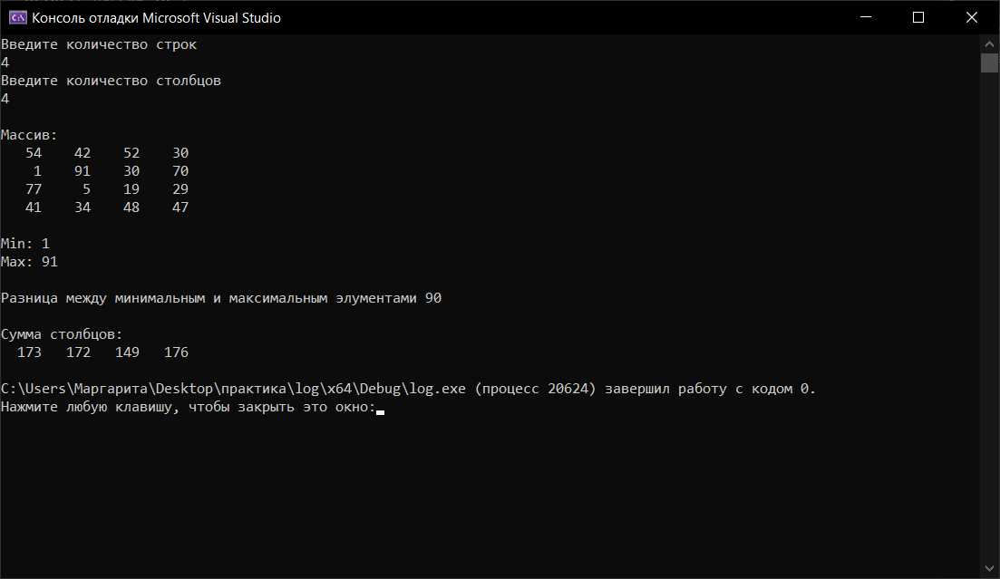 Консоль отладки Microsoft Visual Studio
Введите количество строк
4
Введите количество столбцов
4
Массив:
54 42 52 30
1 91 30 70
77 5 19 29
41 34 48 47
Min: 1
Max: 91
Разница между минимальным и максимальным элументами 90
Сумма столбцов:
173 172 149 176
C:\Users\Маргарита\Desktop\практика\log\x64\Debug\log.exe (процесс 20624) завершил работу с кодом 0.
Нажмите любую клавишу, чтобы закрыть это окно: